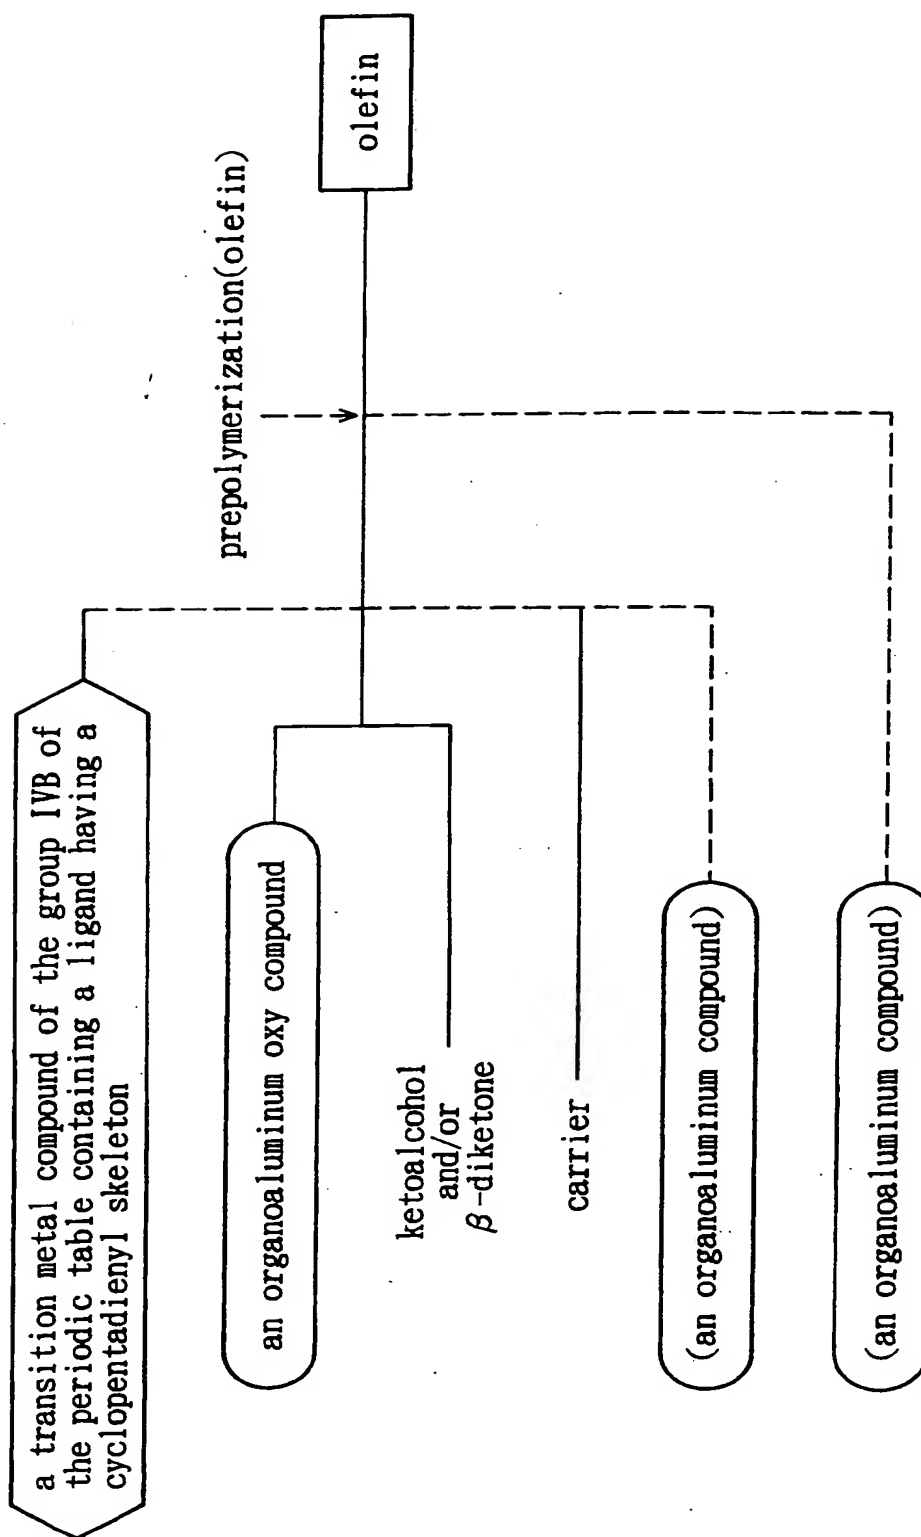 a transition metal compound of the group IVB of
the periodic table containing a ligand having a
cyclopentadienyl skeleton
an organoaluminum oxy compound
ketoalcohol
and/or
β-diketone
carrier
(an organoaluminum compound)
(an organoaluminum compound)
prepolymerization(olefin)
olefin